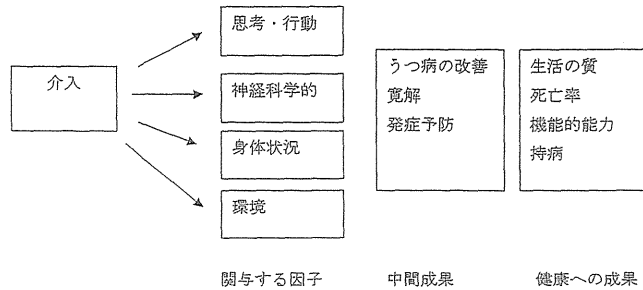 介入
思考・行動
神経科学的
身体状況
環境
うつ病の改善
寛解
発症予防
生活の質
死亡率
機能的能力
持病
関与する因子
中間成果
健康への成果